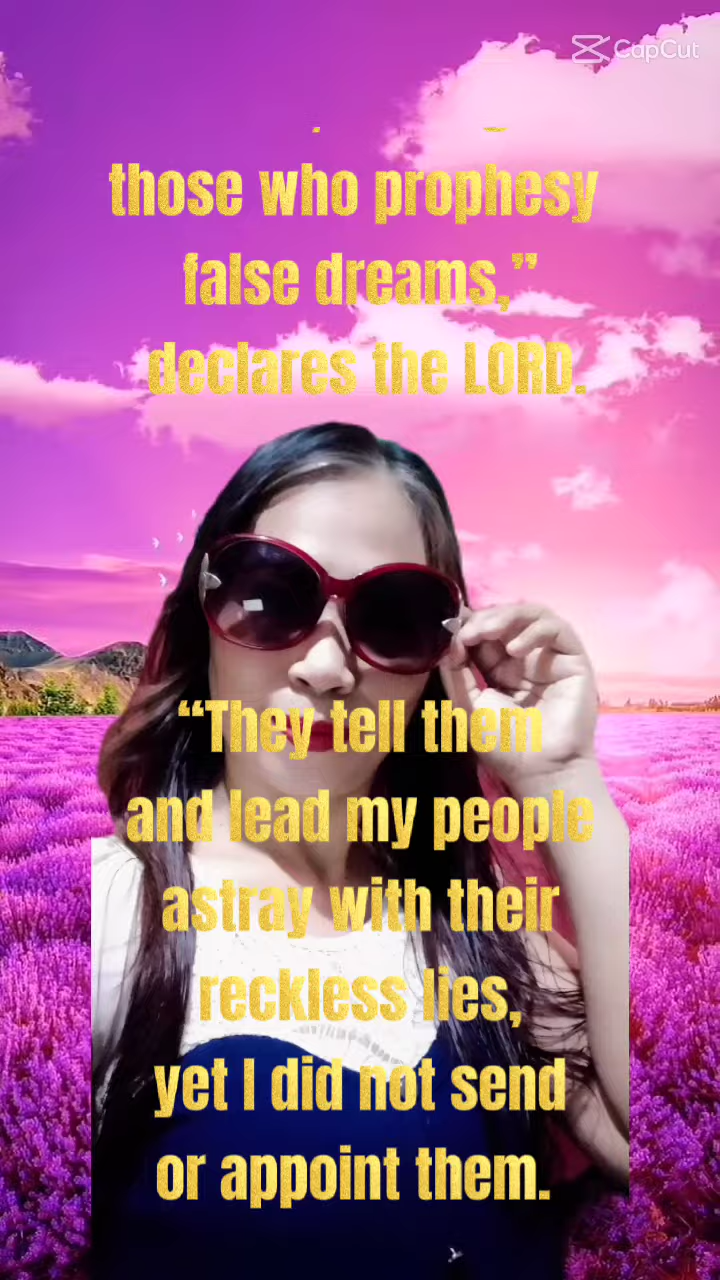 CapCut
those who prophesy
false dreams,”
declares the LORD.
“They tell them
and lead my people
astray with their
reckless lies,
yet I did not send
or appoint them.